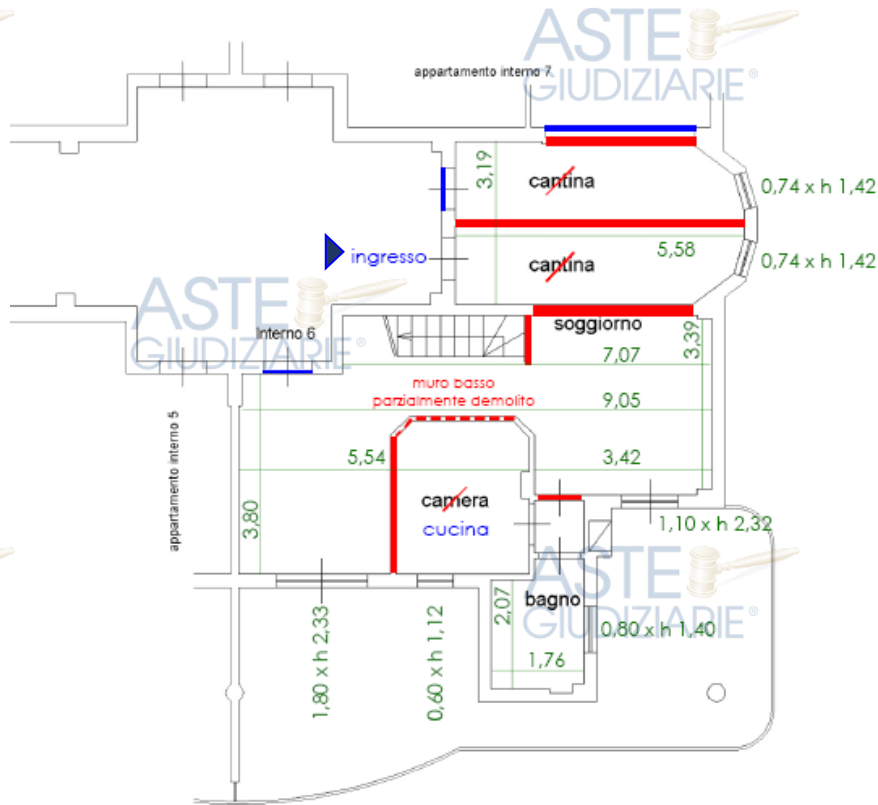 ASTE
GIUDIZIARIE®
appartamento interno 7
3,19
cantina
0,74 x h 1,42
ingresso
cantina
5,58
0,74 x h 1,42
ASTE
GIUDIZIARIE®
Interno 6
soggiorno
3,39
7,07
muro basso
parzialmente demolito
9,05
appartamento interno 5
5,54
3,42
3,80
camera
cucina
1,10 x h 2,32
ASTE
GIUDIZIARIE®
bagno
2,07
0,80 x h 1,40
1,76
1,80 x h 2,33
0,60 x h 1,12